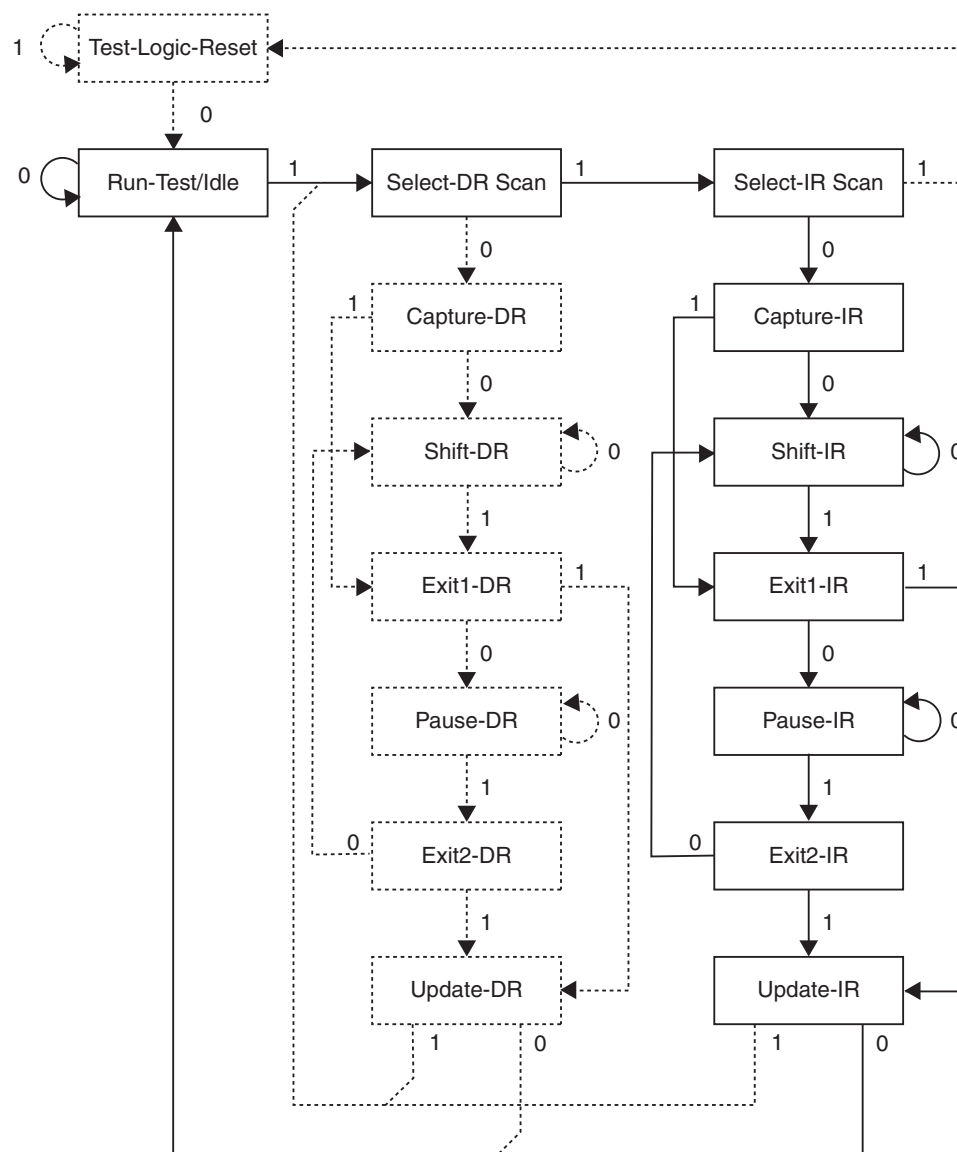 1 Test-Logic-Reset
0
0 Run-Test/Idle 1 Select-DR Scan 1 Select-IR Scan 1
0 0
1 Capture-DR 1 Capture-IR
0 0
Shift-DR 0 Shift-IR 0
1 1
Exit1-DR 1 Exit1-IR 1
0 0
Pause-DR 0 Pause-IR 0
1 1
0 Exit2-DR 0 Exit2-IR
1 1
Update-DR Update-IR
1 0 1 0